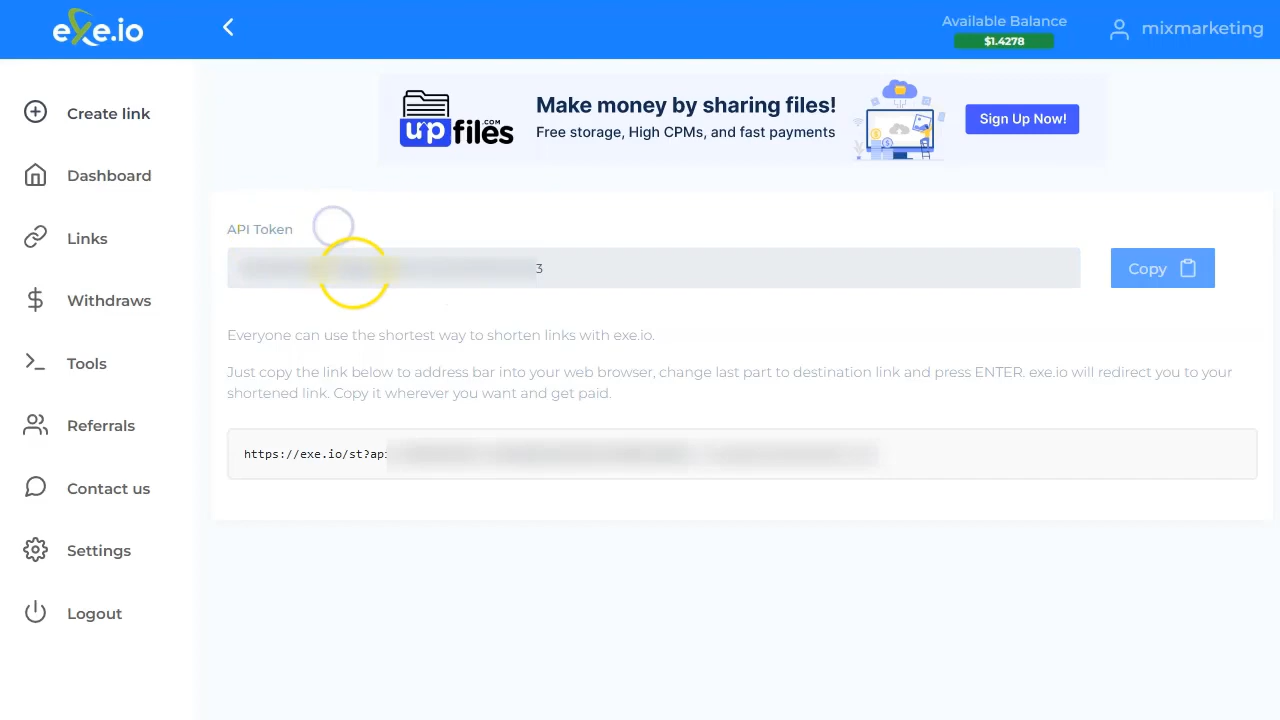 exe.io
Available Balance
$1.4278
mixmarketing
Create link
Dashboard
Links
Withdraws
Tools
Referrals
Contact us
Settings
Logout
upfiles
.com
Make money by sharing files!
Free storage, High CPMs, and fast payments
Sign Up Now!
API Token
3
Copy
Everyone can use the shortest way to shorten links with exe.io.
Just copy the link below to address bar into your web browser, change last part to destination link and press ENTER. exe.io will redirect you to your
shortened link. Copy it wherever you want and get paid.
https://exe.io/st?api